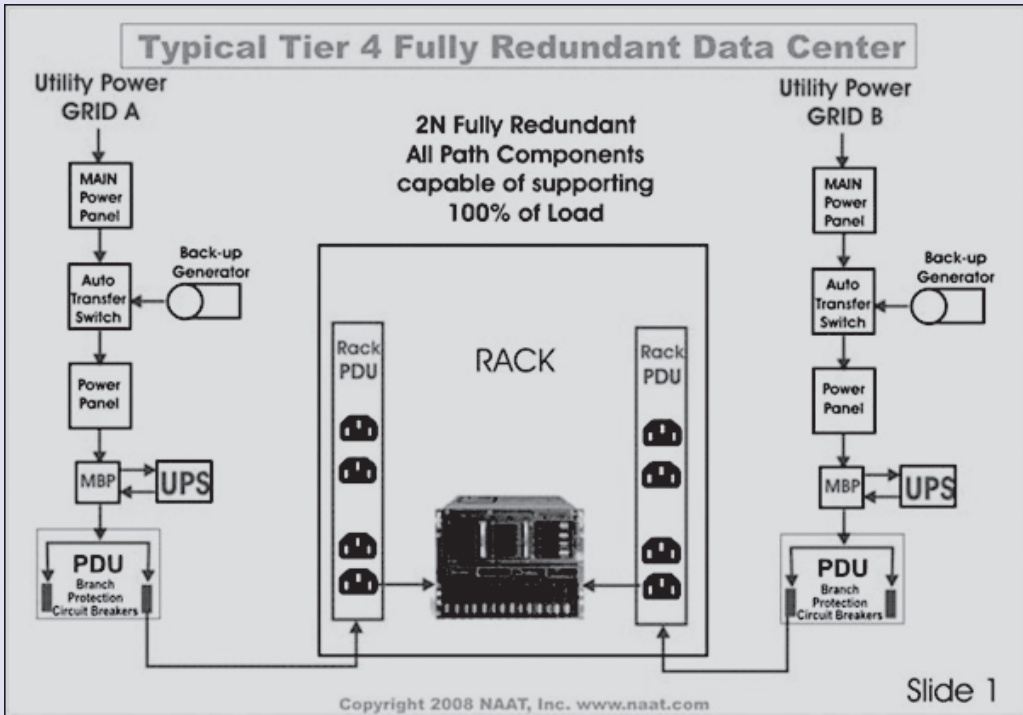 Typical Tier 4 Fully Redundant Data Center
Utility Power
GRID A
MAIN
Power
Panel
Auto
Transfer
Switch
Back-up
Generator
Power
Panel
MBP
UPS
PDU
Branch
Protection
Circuit Breakers
2N Fully Redundant
All Path Components
capable of supporting
100% of Load
Rack
PDU
RACK
Rack
PDU
Utility Power
GRID B
MAIN
Power
Panel
Auto
Transfer
Switch
Back-up
Generator
Power
Panel
MBP
UPS
PDU
Branch
Protection
Circuit Breakers
Copyright 2008 NAAT, Inc. www.naat.com
Slide 1